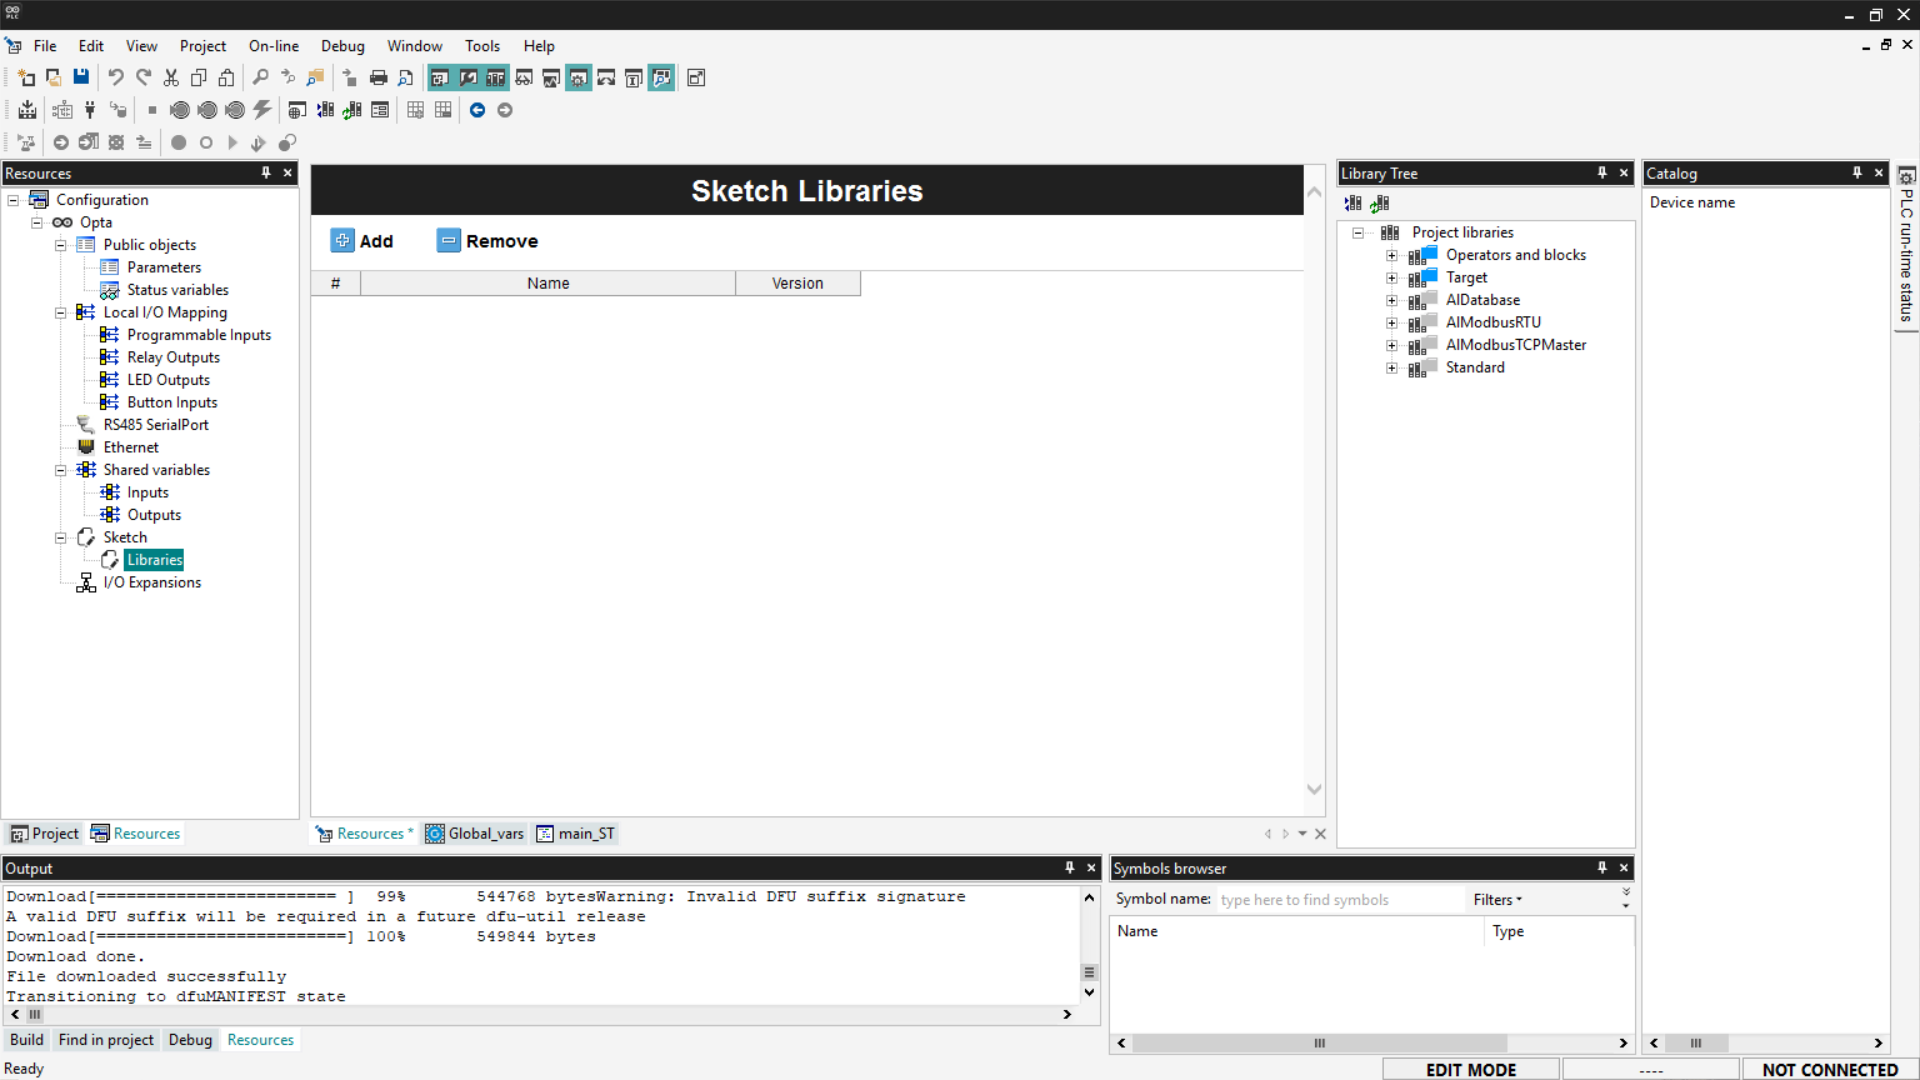 PLC
File Edit View Project On-line Debug Window Tools Help
Resources
Configuration
Opta
Public objects
Parameters
Status variables
Local I/O Mapping
Programmable Inputs
Relay Outputs
LED Outputs
Button Inputs
RS485 SerialPort
Ethernet
Shared variables
Inputs
Outputs
Sketch
Libraries
I/O Expansions
Project Resources
Sketch Libraries
Add Remove
# Name Version
Resources * Global_vars main_ST
Library Tree
Project libraries
Operators and blocks
Target
AIDatabase
AIModbusRTU
AIModbusTCPMaster
Standard
Catalog
Device name
PLC run-time status
Output
Download[======================== ] 99% 544768 bytesWarning: Invalid DFU suffix signature
A valid DFU suffix will be required in a future dfu-util release
Download[=========================] 100% 549844 bytes
Download done.
File downloaded successfully
Transitioning to dfuMANIFEST state
Build Find in project Debug Resources
Symbols browser
Symbol name: type here to find symbols Filters
Name Type
Ready
EDIT MODE ---- NOT CONNECTED